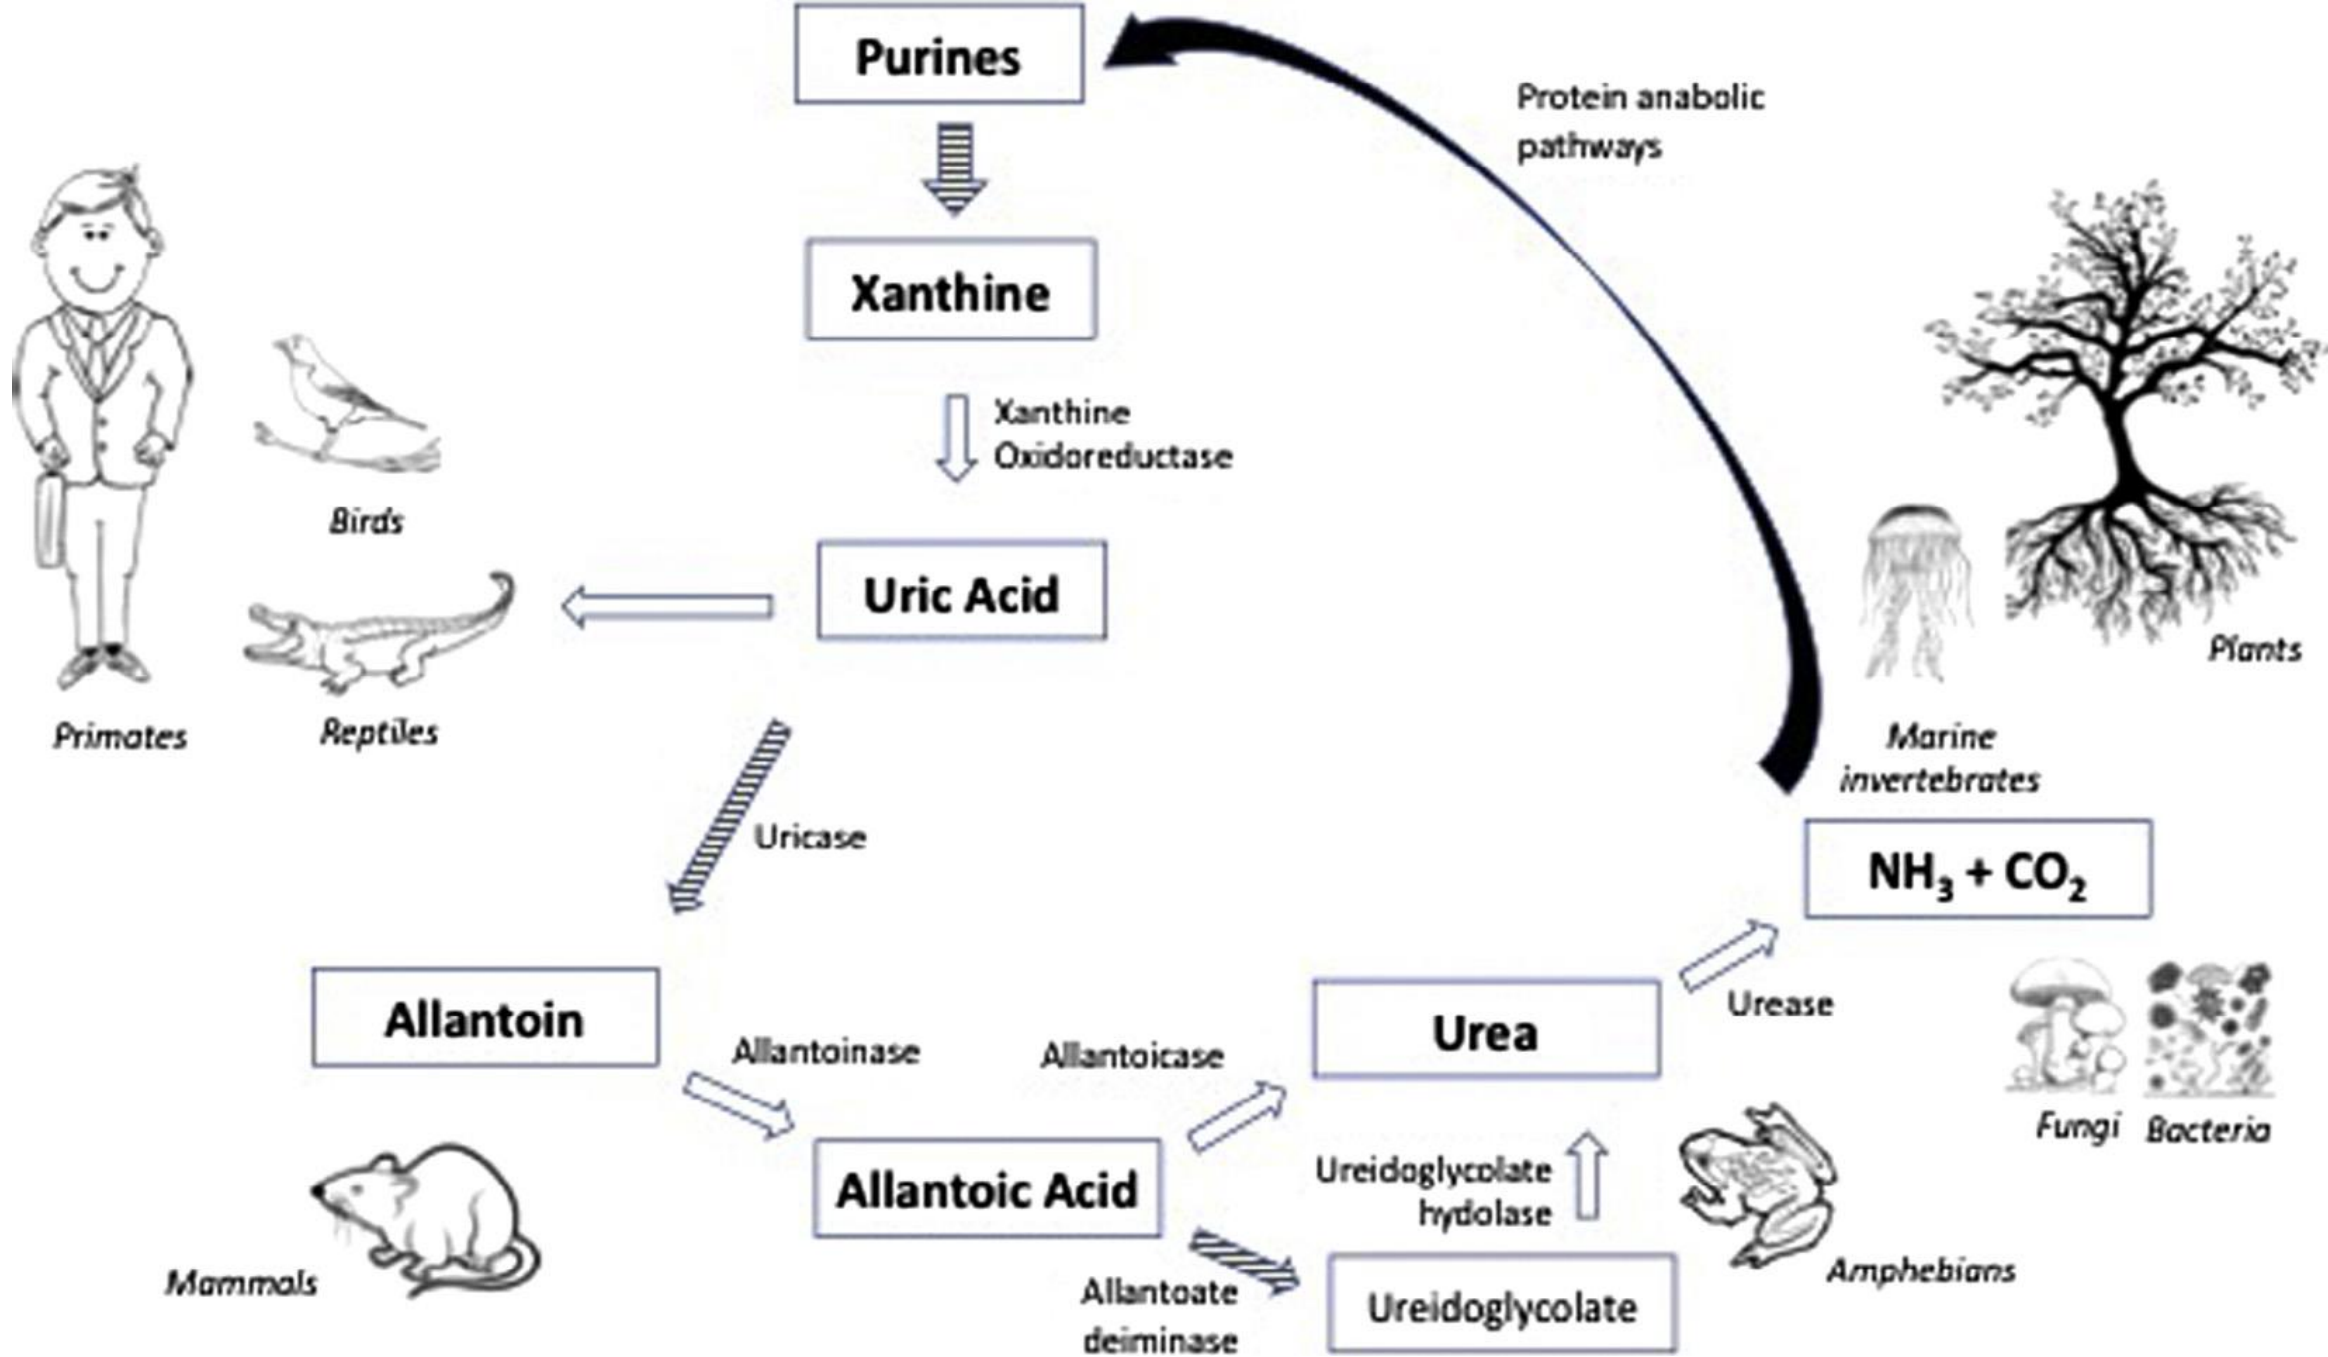 Purines
Protein anabolic
pathways
Xanthine
Xanthine
Oxidoreductase
Birds
Uric Acid
Plants
Primates
Reptiles
Marine
invertebrates
Uricase
NH₃ + CO₂
Allantoin
Urea
Urease
Allantoinase
Allantoicase
Fungi
Bacteria
Allantoic Acid
Ureidoglycolate
hydolase
Mammals
Amphebians
Allantoate
deiminase
Ureidoglycolate